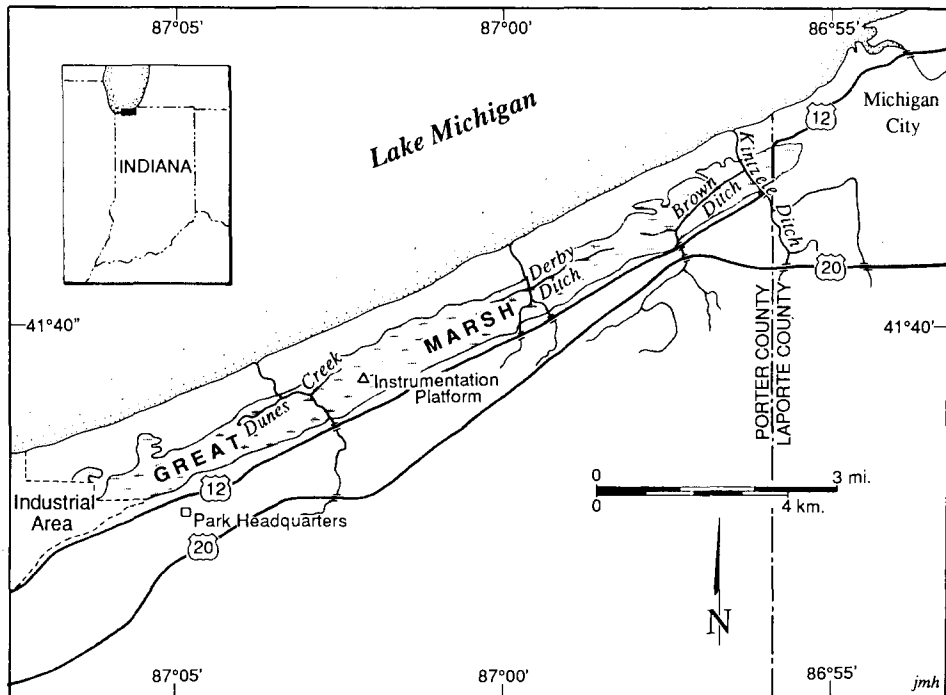 87°05'
87°00'
86°55'
INDIANA
Lake Michigan
Michigan
City
12
Kintzele Ditch
Brown
Ditch
20
Derby
Ditch
41°40"
41°40'
GREAT MARSH
Dunes Creek
Instrumentation
Platform
PORTER COUNTY
LAPORTE COUNTY
Industrial
Area
12
Park Headquarters
20
0 3 mi.
0 4 km.
N
87°05'
87°00'
86°55'
jmh